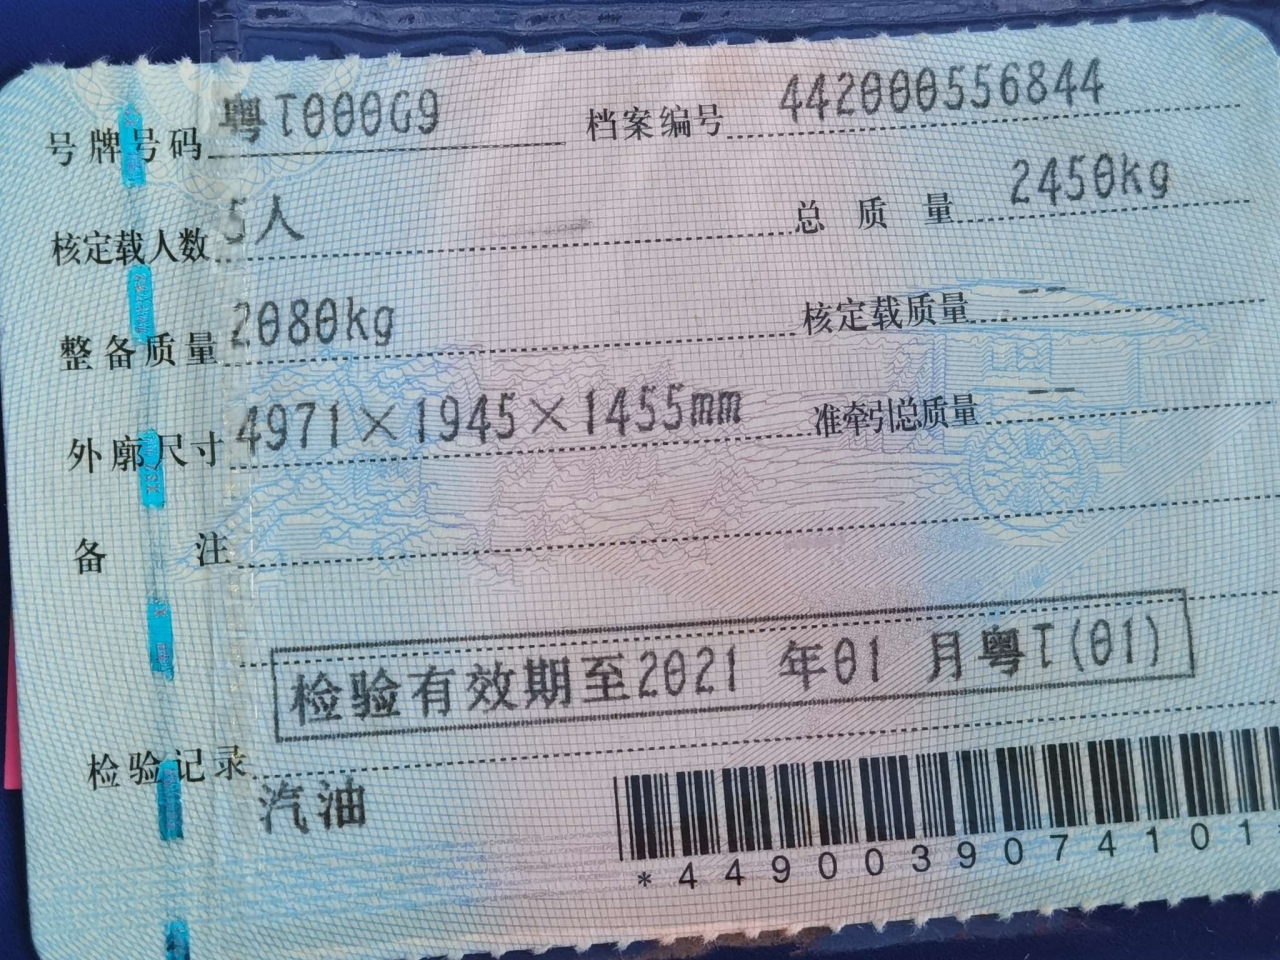 号牌号码 粤T000G9 档案编号 442000556844
核定载人数 5人 总质量 2450kg
整备质量 2080kg 核定载质量 --
外廓尺寸 4971×1945×1455mm 准牵引总质量 --
备注
检验有效期至2021 年01 月粤T(01)
检验记录
汽油
*4490039074101